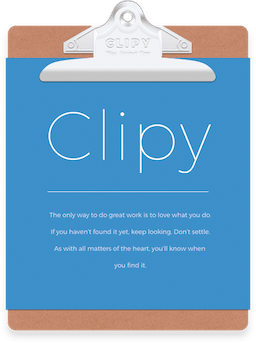 CLIPY
Clipy
The only way to do great work is to love what you do.
If you haven't found it yet, keep looking. Don't settle.
As with all matters of the heart, you'll know when
you find it.